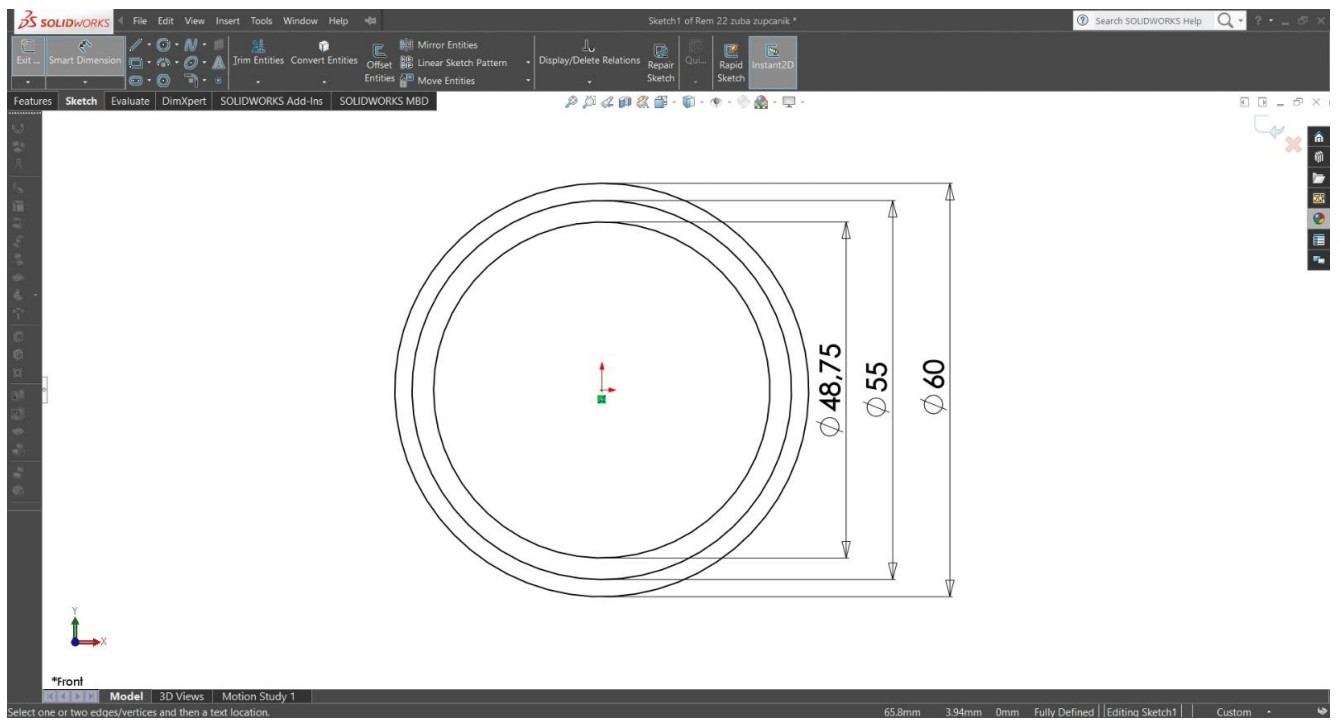 SOLIDWORKS File Edit View Insert Tools Window Help Sketch1 of Rem 22 zuba zupcanik * Search SOLIDWORKS Help
Exit ... Smart Dimension Trim Entities Convert Entities Offset Entities Mirror Entities Linear Sketch Pattern Move Entities Display/Delete Relations Repair Sketch Qui... Rapid Sketch Instant2D
Features Sketch Evaluate DimXpert SOLIDWORKS Add-Ins SOLIDWORKS MBD
∅ 48,75
∅ 55
∅ 60
Y
X
*Front
Model 3D Views Motion Study 1
Select one or two edges/vertices and then a text location. 65.8mm 3.94mm 0mm Fully Defined Editing Sketch1 Custom